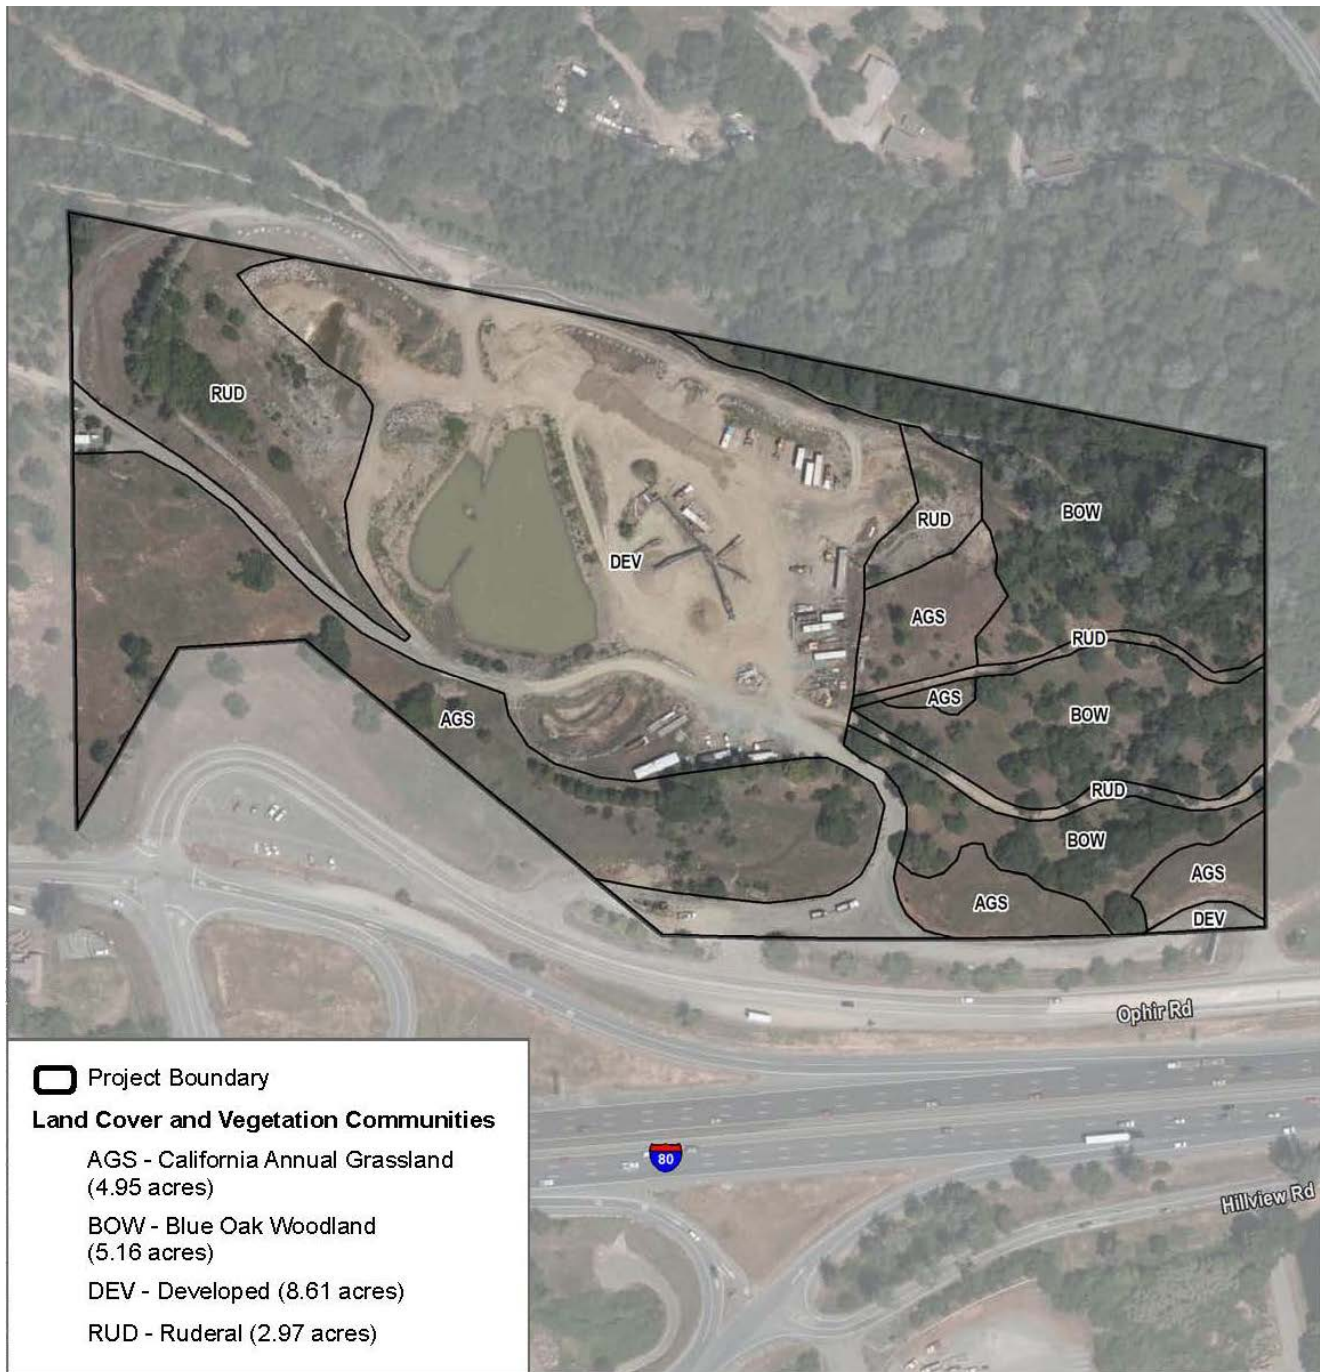 RUD
BOW
RUD
DEV
AGS
RUD
AGS
BOW
AGS
RUD
BOW
AGS
AGS
DEV
Ophir Rd
80
Hillview Rd
Project Boundary
Land Cover and Vegetation Communities
AGS - California Annual Grassland
(4.95 acres)
BOW - Blue Oak Woodland
(5.16 acres)
DEV - Developed (8.61 acres)
RUD - Ruderal (2.97 acres)